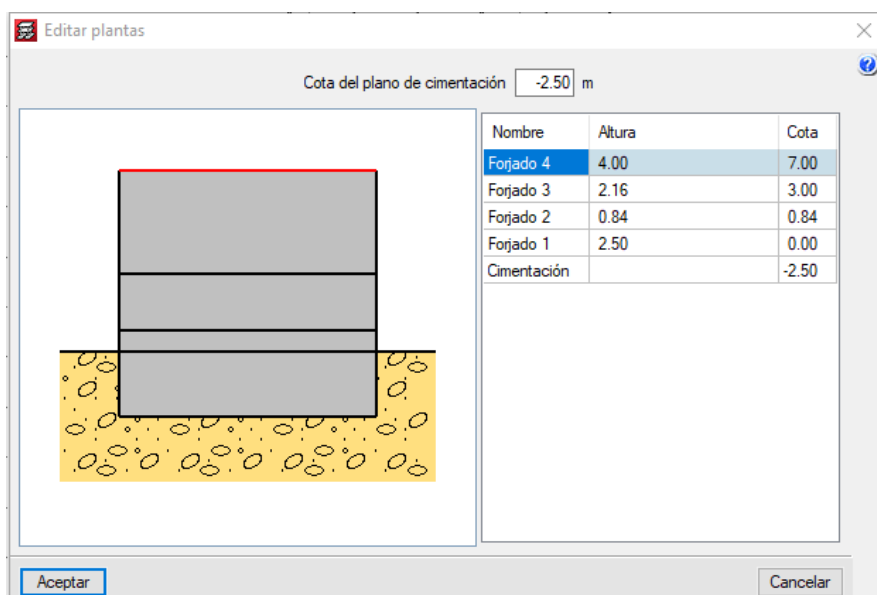 Editar plantas
Cota del plano de cimentación -2.50 m
Nombre Altura Cota
Forjado 4 4.00 7.00
Forjado 3 2.16 3.00
Forjado 2 0.84 0.84
Forjado 1 2.50 0.00
Cimentación -2.50
Aceptar Cancelar